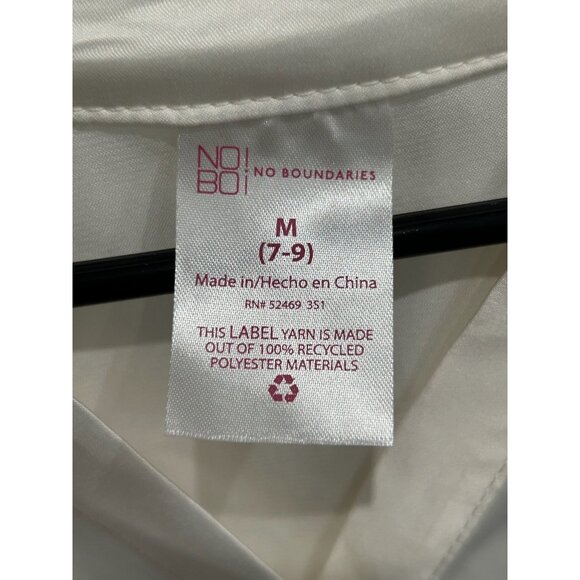 NO!
BO¡
NO BOUNDARIES
M
(7-9)
Made in/Hecho en China
RN# 52469 3S1
THIS LABEL YARN IS MADE
OUT OF 100% RECYCLED
POLYESTER MATERIALS